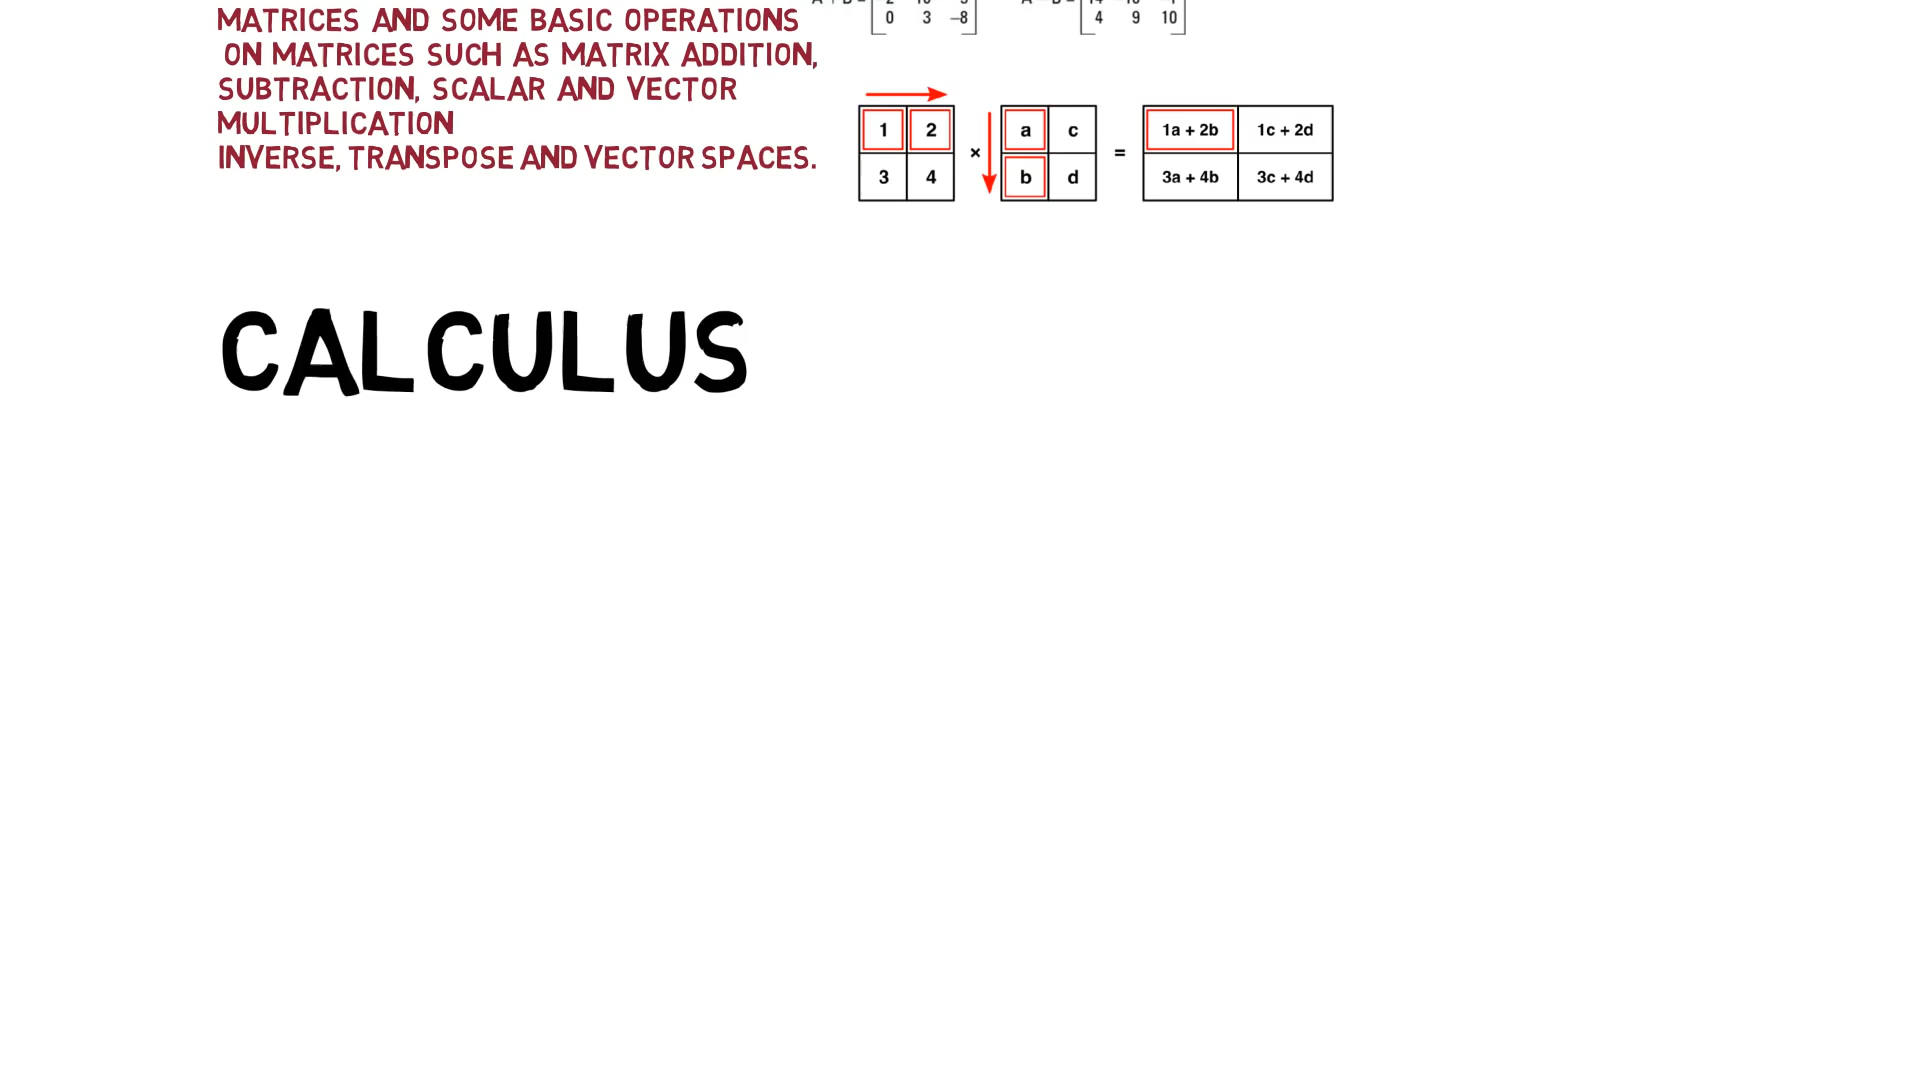 MATRICES AND SOME BASIC OPERATIONS
ON MATRICES SUCH AS MATRIX ADDITION,
SUBTRACTION, SCALAR AND VECTOR
MULTIPLICATION
INVERSE, TRANSPOSE AND VECTOR SPACES.
0 3 -8
4 9 10
1 2 × a c = 1a + 2b 1c + 2d
3 4 b d 3a + 4b 3c + 4d
CALCULUS